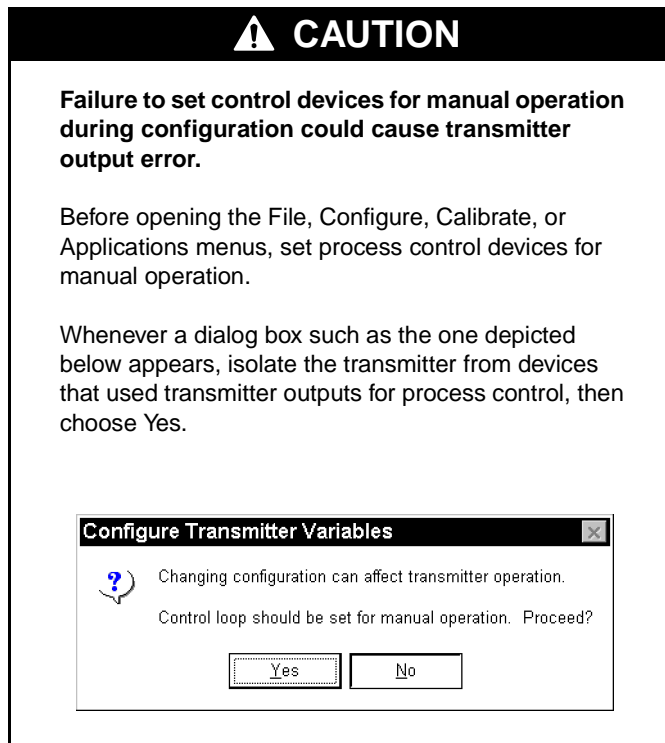 CAUTION
Failure to set control devices for manual operation
during configuration could cause transmitter
output error.
Before opening the File, Configure, Calibrate, or
Applications menus, set process control devices for
manual operation.
Whenever a dialog box such as the one depicted
below appears, isolate the transmitter from devices
that used transmitter outputs for process control, then
choose Yes.
Configure Transmitter Variables
Changing configuration can affect transmitter operation.
Control loop should be set for manual operation. Proceed?
Yes No